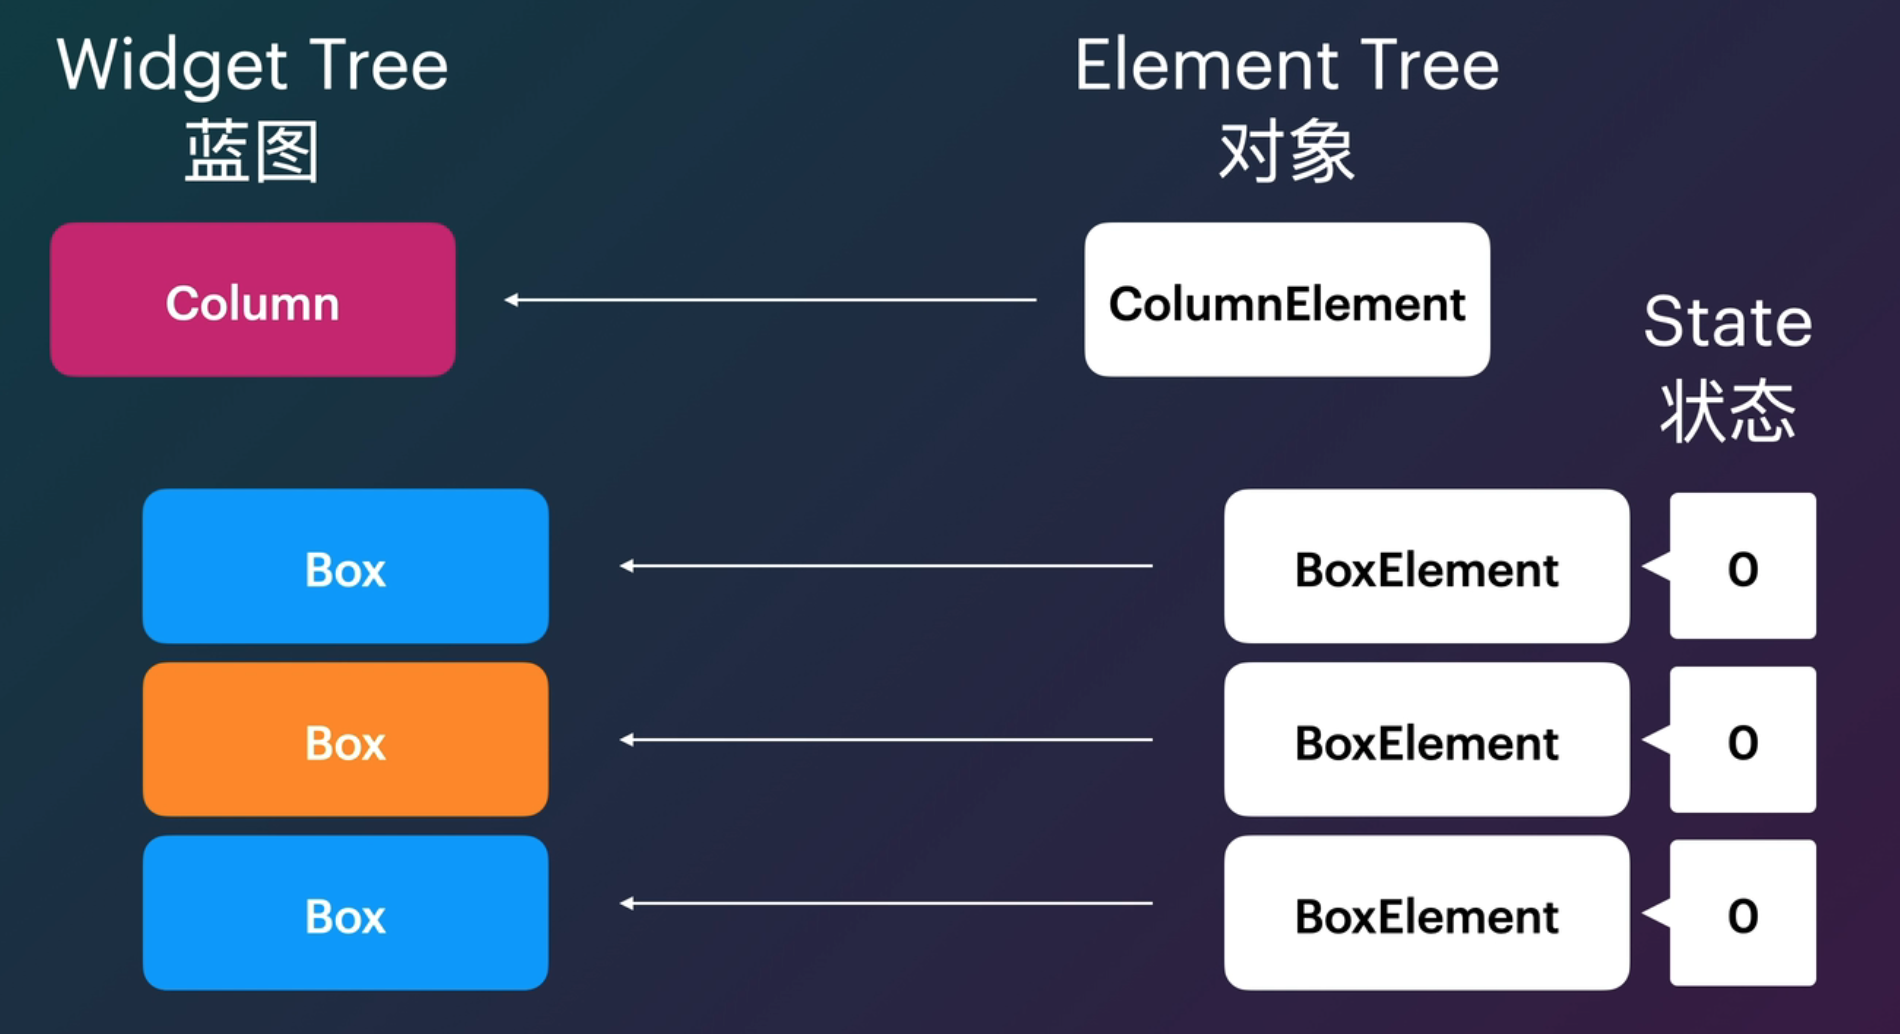 Widget Tree
蓝图
Element Tree
对象
Column
ColumnElement
State
状态
Box
BoxElement
0
Box
BoxElement
0
Box
BoxElement
0